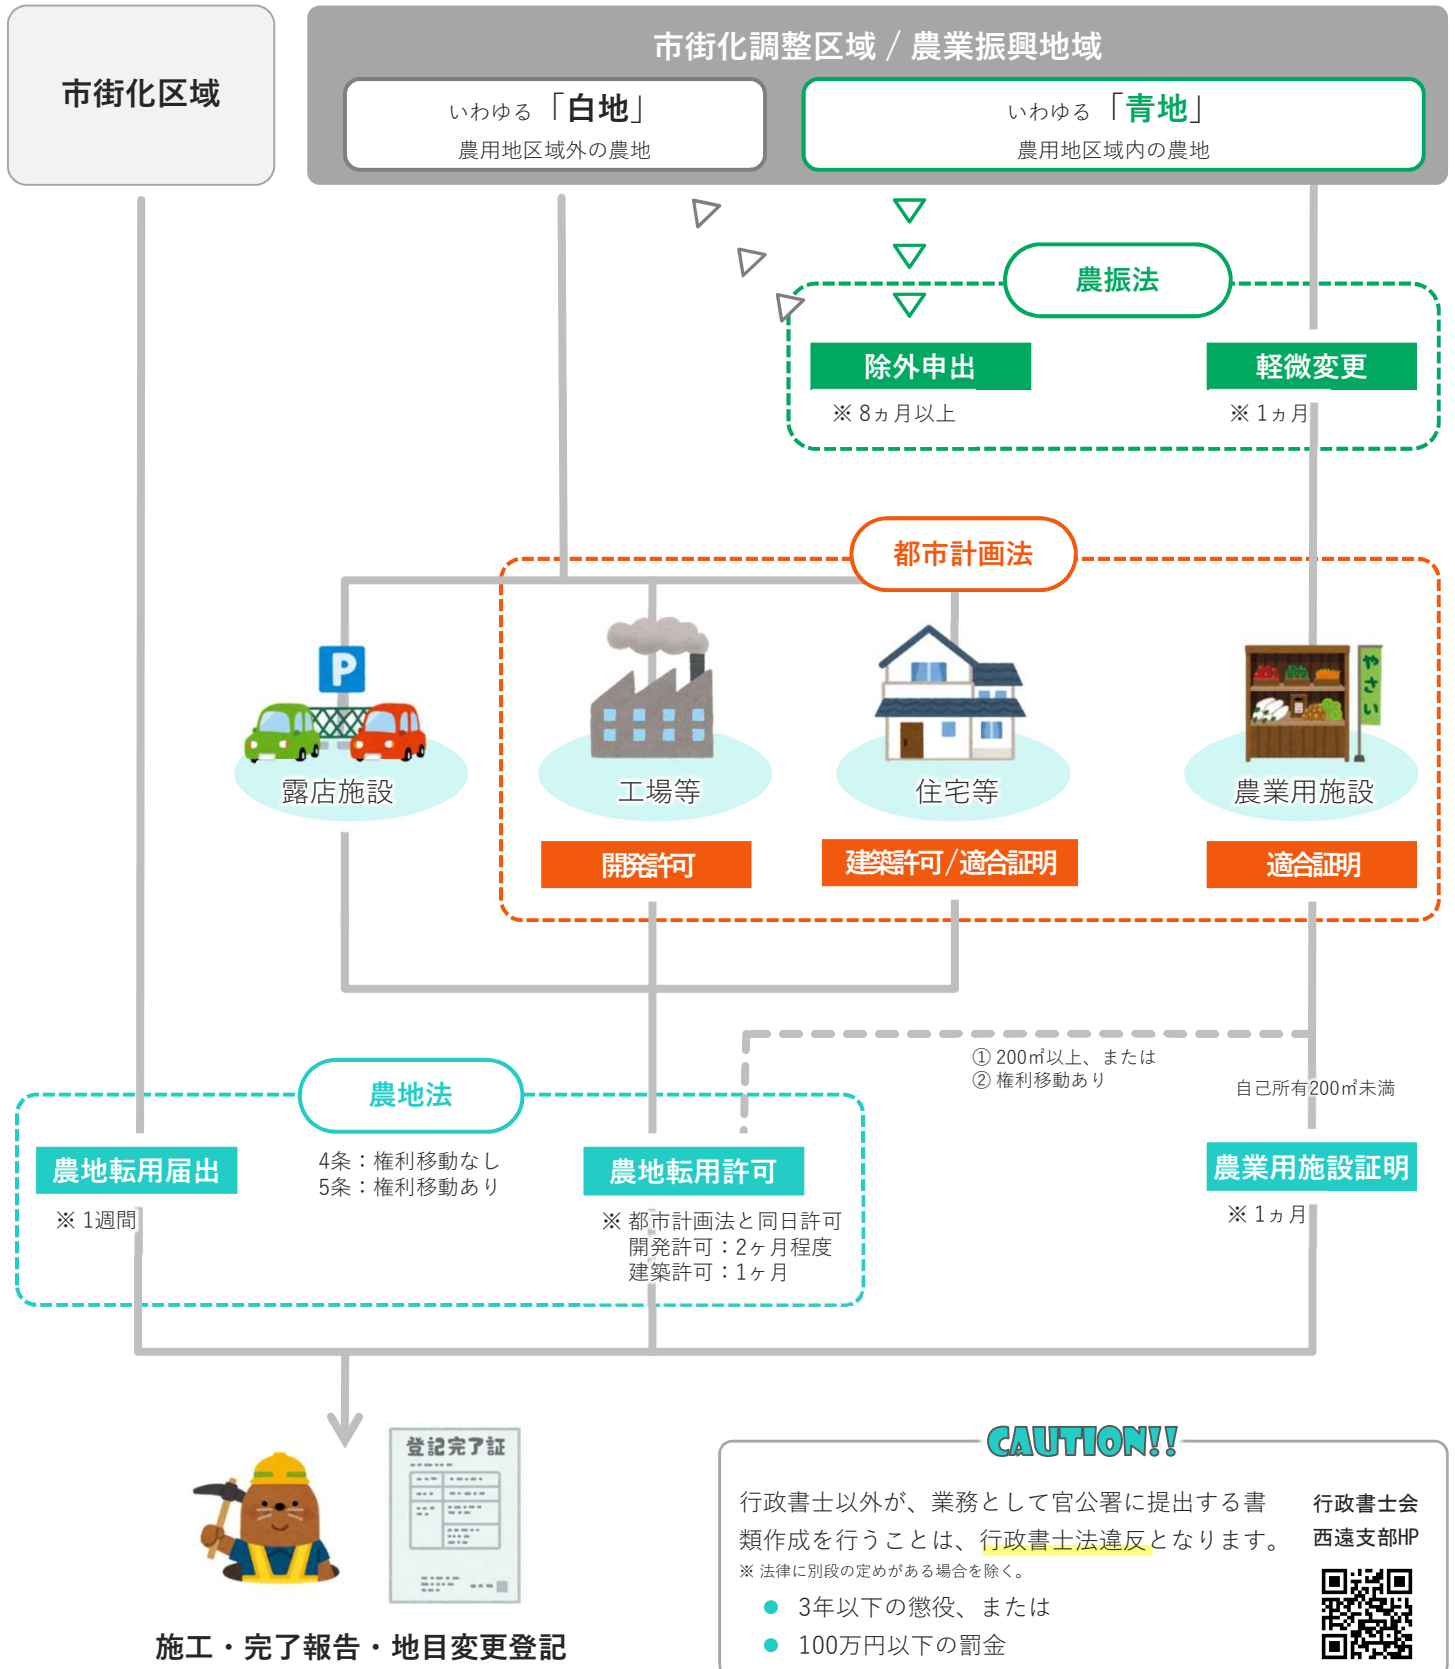 市街化区域
市街化調整区域 / 農業振興地域
いわゆる「白地」
農用地区域外の農地
いわゆる「青地」
農用地区域内の農地
農振法
除外申出
※ 8ヵ月以上
軽微変更
※ 1ヵ月
都市計画法
P
やさい
露店施設
工場等
住宅等
農業用施設
開発許可
建築許可/適合証明
適合証明
① 200㎡以上、または
② 権利移動あり
自己所有200㎡未満
農地法
農地転用届出
※ 1週間
4条：権利移動なし
5条：権利移動あり
農地転用許可
※ 都市計画法と同日許可
開発許可：2ヶ月程度
建築許可：1ヶ月
農業用施設証明
※ 1ヵ月
登記完了証
施工・完了報告・地目変更登記
CAUTION!!
行政書士以外が、業務として官公署に提出する書
類作成を行うことは、行政書士法違反となります。
※ 法律に別段の定めがある場合を除く。
● 3年以下の懲役、または
● 100万円以下の罰金
行政書士会
西遠支部HP